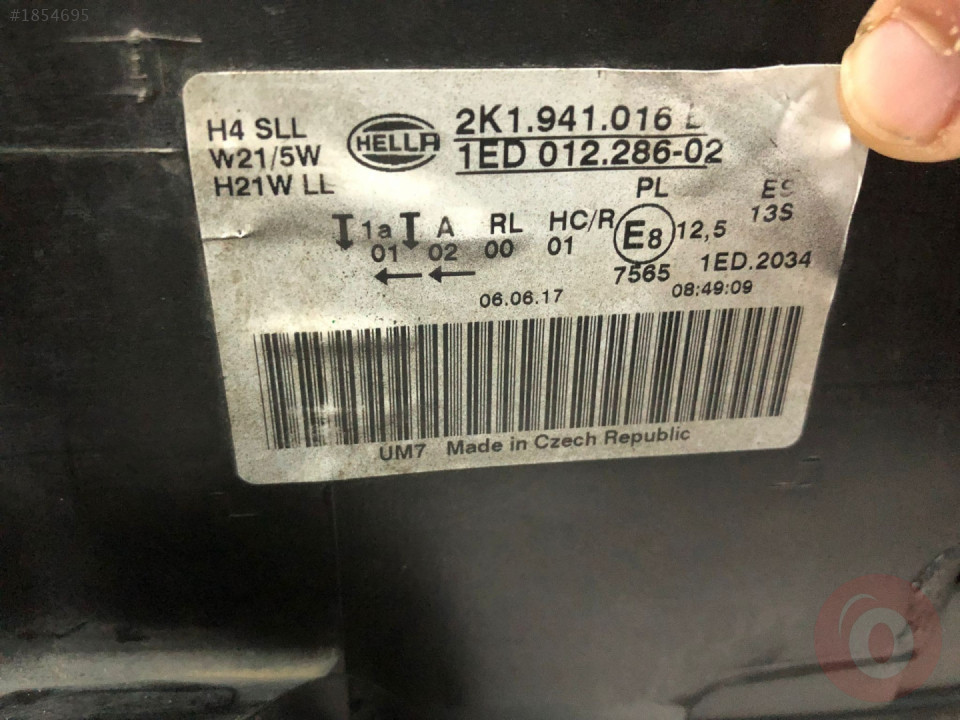 #1854695
H4 SLL
W21/5W
H21W LL
HELLA
2K1.941.016
1ED 012.286-02
PL
1a A RL HC/R E8 12,5 13S
01 02 00 01
7565 1ED.2034
06.06.17 08:49:09
UM7 Made in Czech Republic